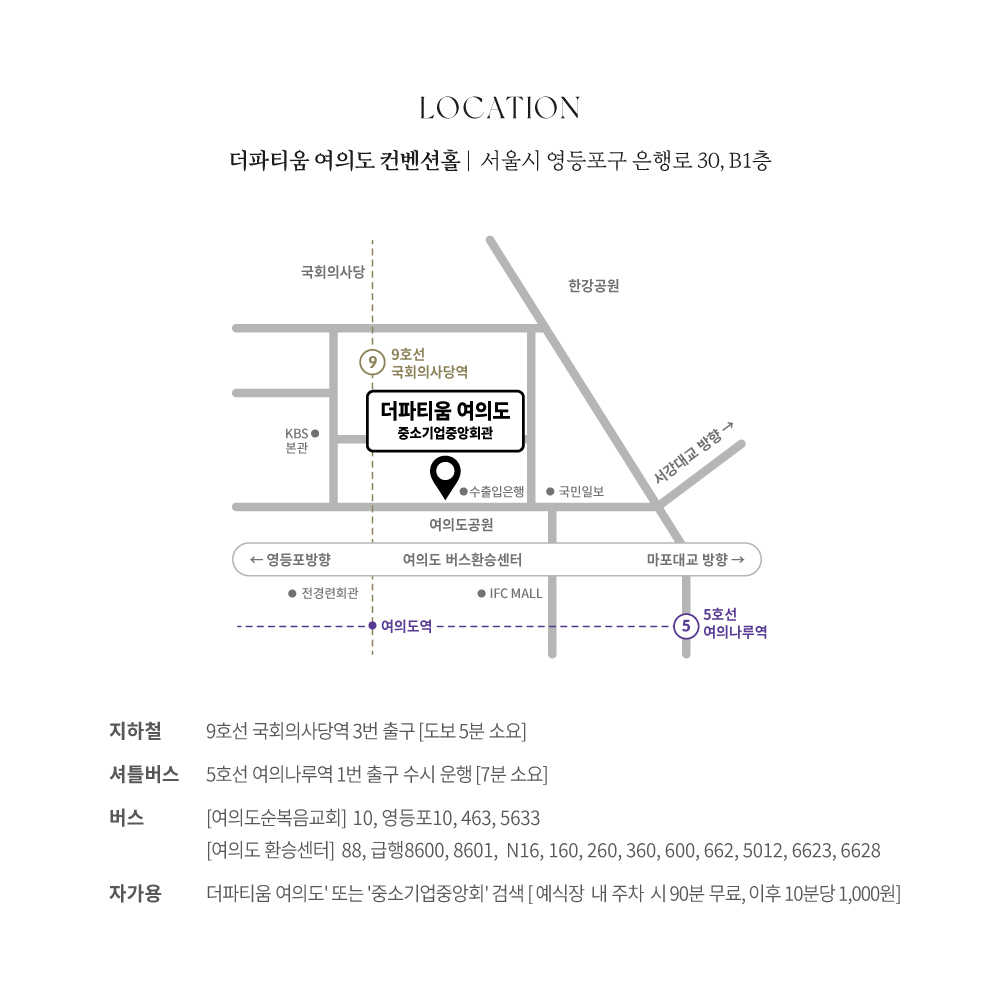 LOCATION
더파티움 여의도 컨벤션홀 | 서울시 영등포구 은행로 30, B1층
국회의사당
한강공원
9
9호선
국회의사당역
더파티움 여의도
중소기업중앙회관
KBS
본관
서강대교 방향 →
수출입은행
국민일보
여의도공원
← 영등포방향
여의도 버스환승센터
마포대교 방향 →
전경련회관
IFC MALL
여의도역
5
5호선
여의나루역
지하철 9호선 국회의사당역 3번 출구 [도보 5분 소요]
셔틀버스 5호선 여의나루역 1번 출구 수시 운행 [7분 소요]
버스 [여의도순복음교회] 10, 영등포10, 463, 5633
[여의도 환승센터] 88, 급행8600, 8601, N16, 160, 260, 360, 600, 662, 5012, 6623, 6628
자가용 더파티움 여의도' 또는 '중소기업중앙회' 검색 [ 예식장 내 주차 시 90분 무료, 이후 10분당 1,000원]